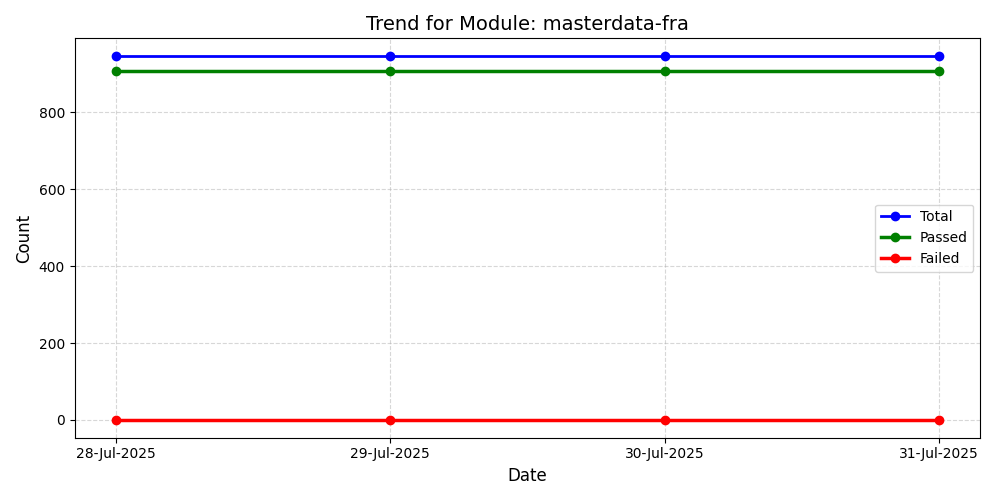 Trend for Module: masterdata-fra
Count
800
600
400
200
0
Total
Passed
Failed
28-Jul-2025
29-Jul-2025
30-Jul-2025
31-Jul-2025
Date